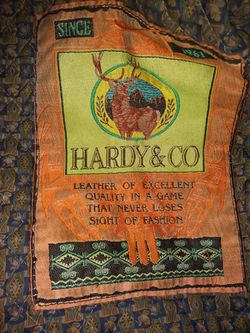 SINCE
HARDY & CO
LEATHER OF EXCELLENT
QUALITY IN A GAME
THAT NEVER LOSES
SIGHT OF FASHION